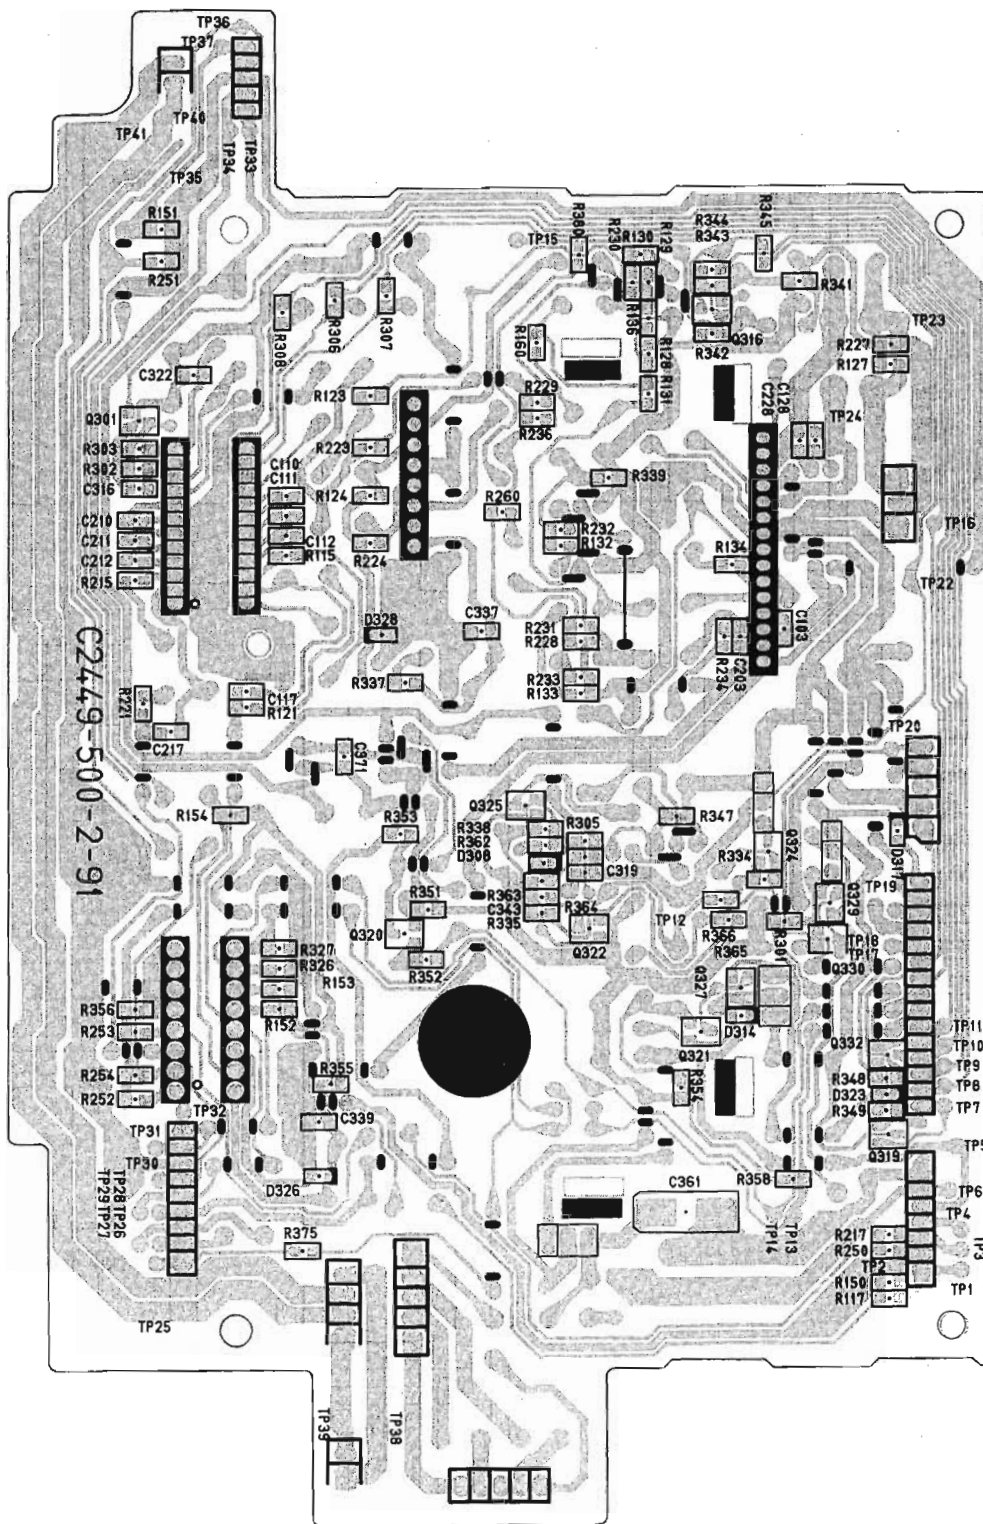 TP36
TP37
TP40
TP41
TP34
TP33
TP35
R151
R251
TP15
R380
R230
R130
R129
R344
R343
R345
R341
R136
R308
R306
R307
R160
R342
Q316
TP23
R227
R127
R128
R131
C322
R123
R229
R236
C228
C128
TP24
Q301
R303
R302
C316
C210
C211
C212
R215
R223
R124
R224
C110
C111
C112
R115
R260
R339
R232
R132
R134
TP16
TP22
D328
C337
R231
R228
R233
R133
R234
C203
C103
R337
C2449-500-2-91
R221
C217
C117
R121
C371
TP20
R154
R353
Q325
R338
R362
D308
R305
C319
R347
R334
Q324
D311
R351
R363
C343
R335
R364
Q320
R352
Q322
TP12
R366
R365
R301
Q329
TP19
TP18
TP17
Q330
R327
R326
R153
R152
R356
R253
R254
R252
Q327
D314
Q321
R354
Q332
R348
D323
R349
Q319
TP11
TP10
TP9
TP8
TP7
TP5
TP6
TP4
TP3
R355
C339
TP32
TP31
TP30
TP28
TP29
TP26
TP27
D326
R375
C361
R358
TP14
TP13
R217
R250
TP2
R150
R117
TP1
TP25
TP39
TP38